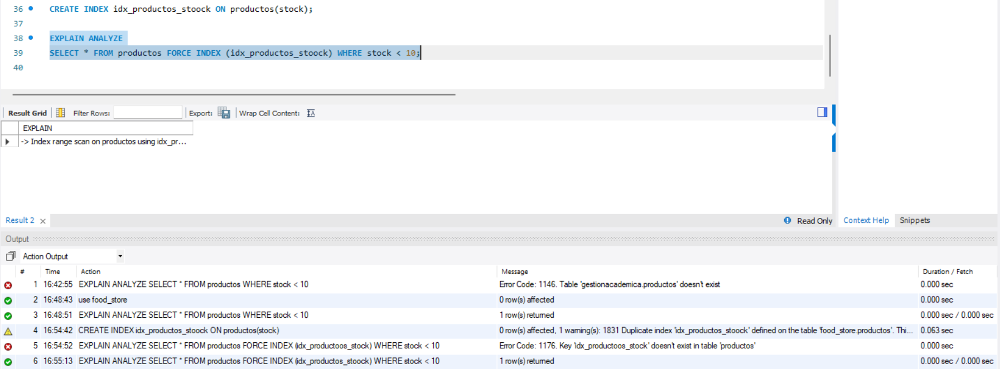 36 CREATE INDEX idx_productos_stoock ON productos(stock);
37
38 EXPLAIN ANALYZE
39 SELECT * FROM productos FORCE INDEX (idx_productos_stoock) WHERE stock < 10;
40
Result Grid Filter Rows: Export: Wrap Cell Content:
EXPLAIN
-> Index range scan on productos using idx_pr...
Result 2 Read Only Context Help Snippets
Output
Action Output
# Time Action Message Duration / Fetch
1 16:42:55 EXPLAIN ANALYZE SELECT * FROM productos WHERE stock < 10 Error Code: 1146. Table 'gestionacademica.productos' doesn't exist 0.000 sec
2 16:48:43 use food_store 0 row(s) affected 0.000 sec
3 16:48:51 EXPLAIN ANALYZE SELECT * FROM productos WHERE stock < 10 1 row(s) returned 0.000 sec / 0.000 sec
4 16:54:42 CREATE INDEX idx_productos_stoock ON productos(stock) 0 row(s) affected, 1 warning(s): 1831 Duplicate index 'idx_productos_stoock' defined on the table 'food_store.productos'. Thi... 0.063 sec
5 16:54:52 EXPLAIN ANALYZE SELECT * FROM productos FORCE INDEX (idx_productoos_stock) WHERE stock < 10 Error Code: 1176. Key 'idx_productoos_stock' doesn't exist in table 'productos' 0.000 sec
6 16:55:13 EXPLAIN ANALYZE SELECT * FROM productos FORCE INDEX (idx_productos_stoock) WHERE stock < 10 1 row(s) returned 0.000 sec / 0.000 sec